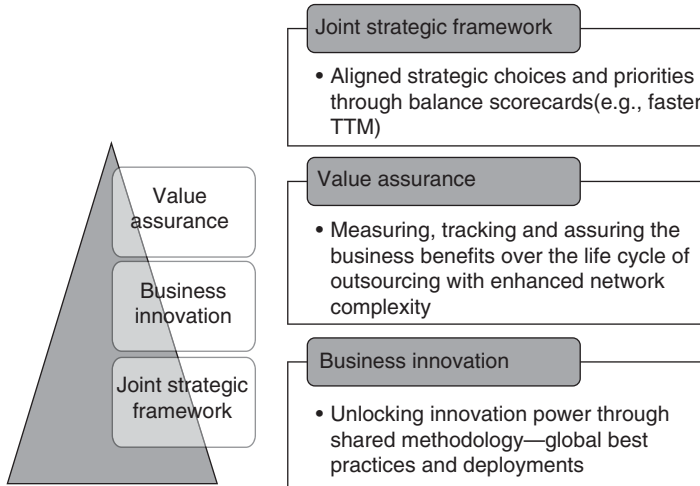 Value
assurance
Business
innovation
Joint strategic
framework
Joint strategic framework
• Aligned strategic choices and priorities
through balance scorecards(e.g., faster
TTM)
Value assurance
• Measuring, tracking and assuring the
business benefits over the life cycle of
outsourcing with enhanced network
complexity
Business innovation
• Unlocking innovation power through
shared methodology—global best
practices and deployments